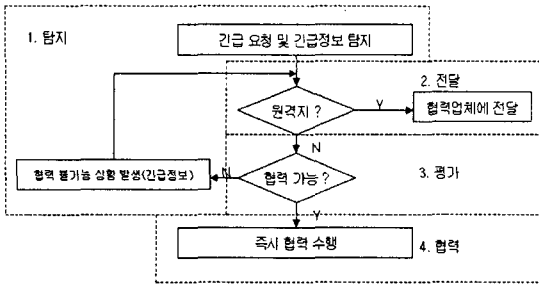 1. 탐지
긴급 요청 및 긴급정보 탐지
2. 전달
원격지 ?
Y
협력업체에 전달
N
협력 불가능 상황 발생(긴급정보)
N
협력 가능 ?
3. 평가
Y
즉시 협력 수행
4. 협력